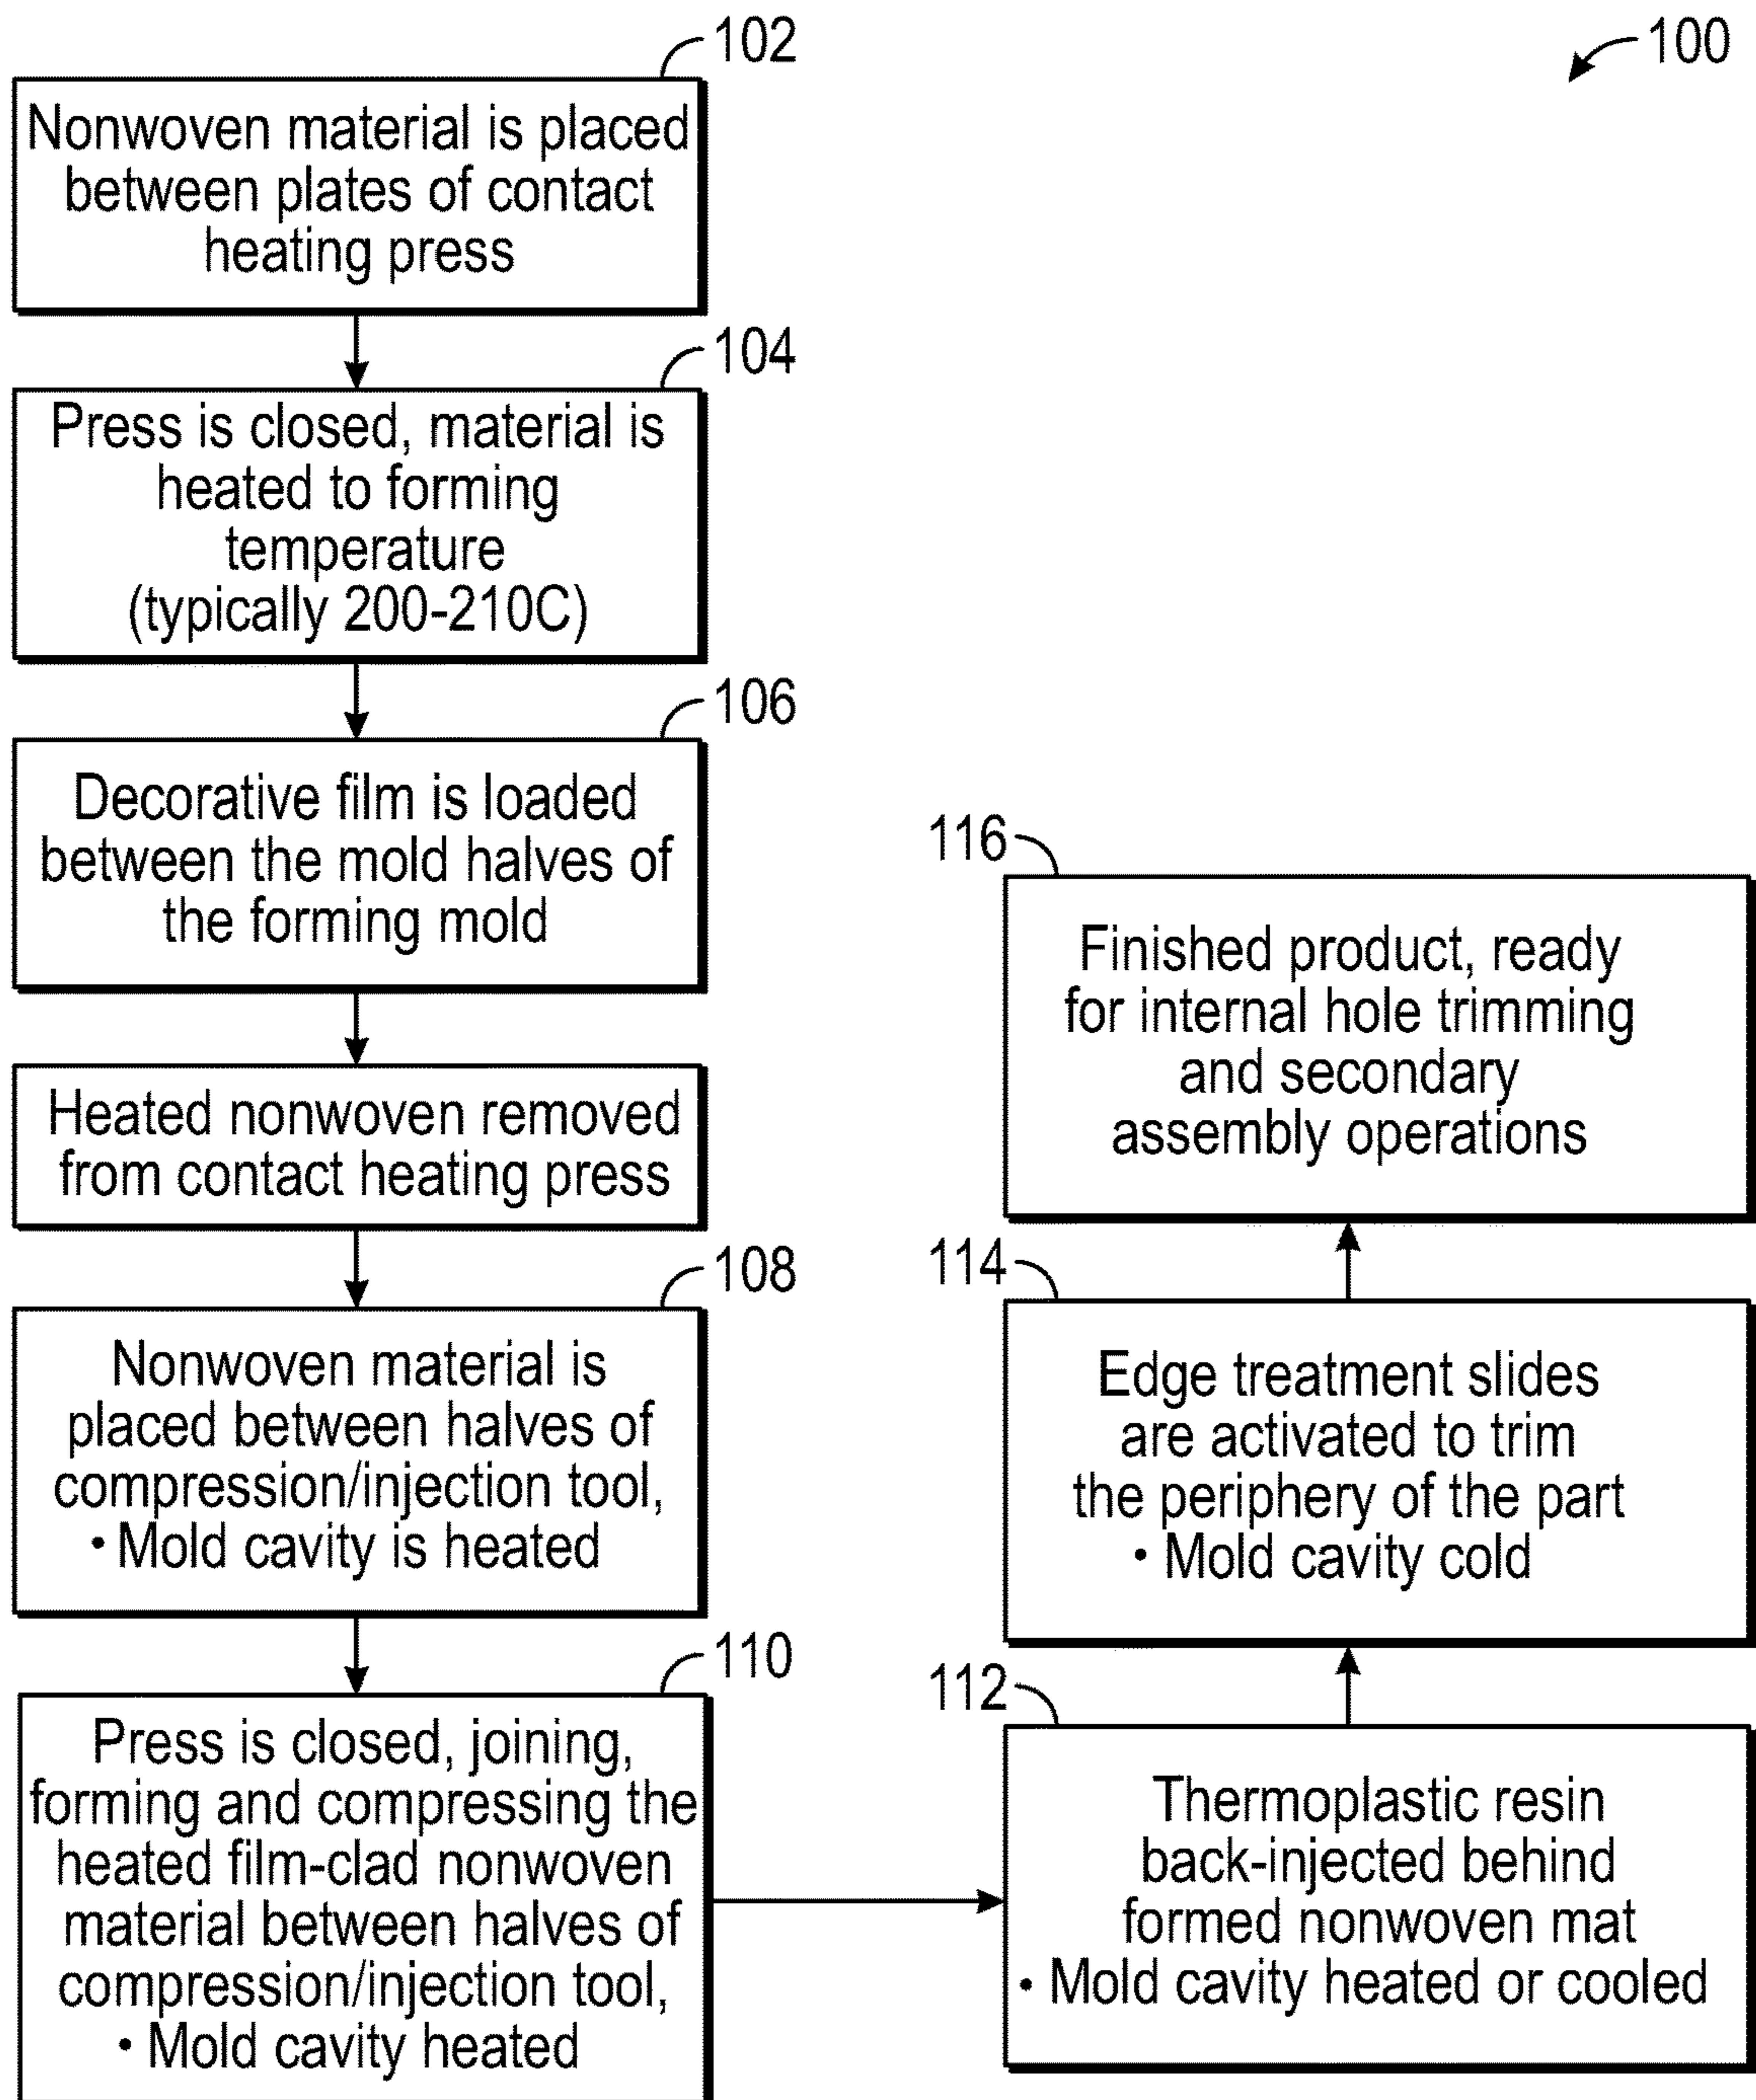 100
102
Nonwoven material is placed
between plates of contact
heating press
104
Press is closed, material is
heated to forming
temperature
(typically 200-210C)
106
Decorative film is loaded
between the mold halves of
the forming mold
Heated nonwoven removed
from contact heating press
108
Nonwoven material is
placed between halves of
compression/injection tool,
• Mold cavity is heated
110
Press is closed, joining,
forming and compressing the
heated film-clad nonwoven
material between halves of
compression/injection tool,
• Mold cavity heated
112
Thermoplastic resin
back-injected behind
formed nonwoven mat
• Mold cavity heated or cooled
114
Edge treatment slides
are activated to trim
the periphery of the part
• Mold cavity cold
116
Finished product, ready
for internal hole trimming
and secondary
assembly operations